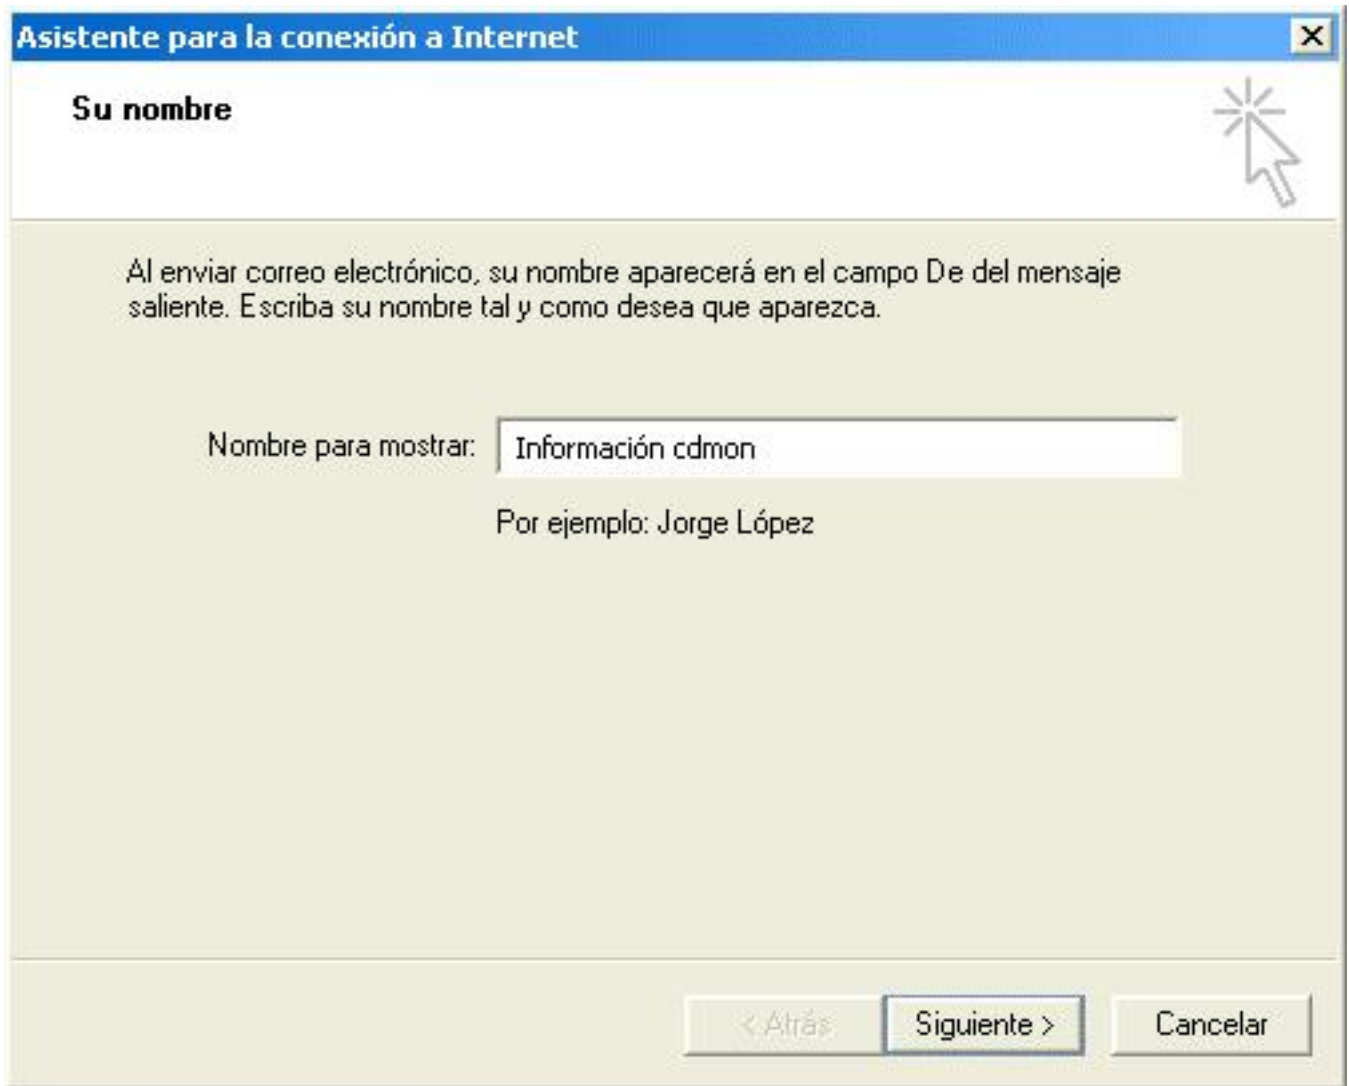 Asistente para la conexión a Internet
Su nombre
Al enviar correo electrónico, su nombre aparecerá en el campo De del mensaje
saliente. Escriba su nombre tal y como desea que aparezca.
Nombre para mostrar: Información cdmon
Por ejemplo: Jorge López
< Atrás Siguiente > Cancelar